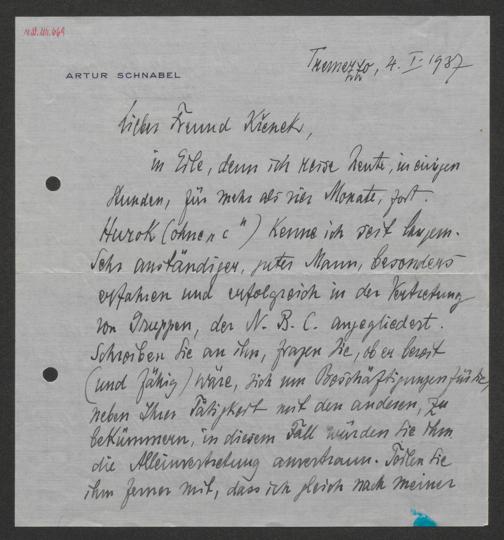 ARTUR SCHNABEL
Tremezzo, 4. I. 1937
Lieber Freund Křenek,
in Eile, denn ich reise heute, in einigen
Stunden, für mehr als vier Monate, fort.
Hurok (ohne „c") kenne ich seit langem.
Sehr anständiger, guter Mann, besonders
erfahren und erfolgreich in der Vertretung
von Gruppen, der N. B. C. angegliedert.
Schreiben Sie an ihn, fragen Sie, ob er bereit
(und fähig) wäre, sich um Beschäftigungen für Sie,
neben Ihrer Tätigkeit mit den anderen, zu
bekümmern, in diesem Fall würden Sie ihm
die Alleinvertretung anvertraun. Teilen Sie
ihm ferner mit, dass ich gleich nach meiner